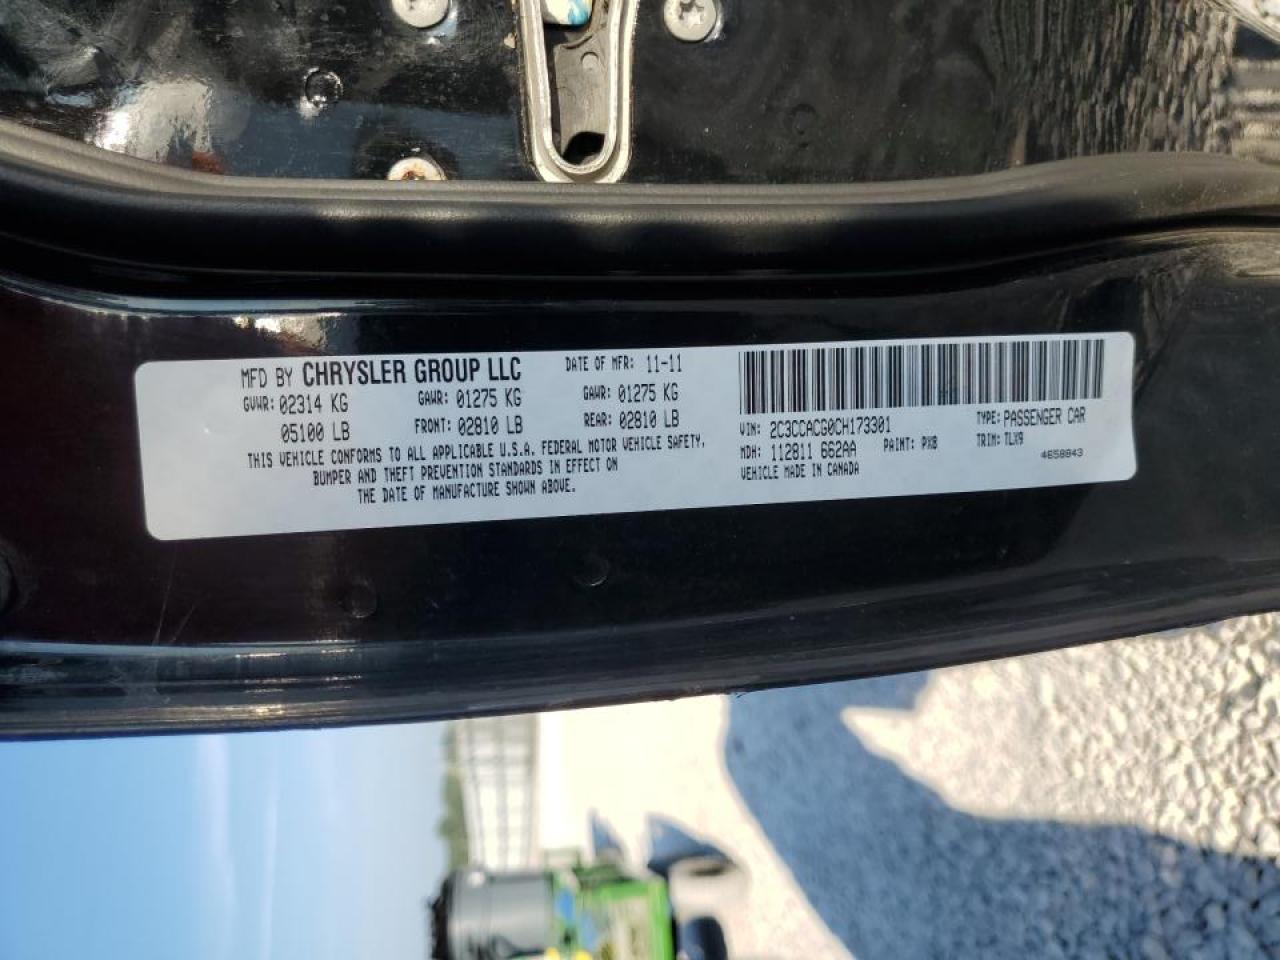 MFD BY CHRYSLER GROUP LLC DATE OF MFR: 11-11
GVWR: 02314 KG GAWR: 01275 KG GAWR: 01275 KG
05100 LB FRONT: 02810 LB REAR: 02810 LB
THIS VEHICLE CONFORMS TO ALL APPLICABLE U.S.A. FEDERAL MOTOR VEHICLE SAFETY,
BUMPER AND THEFT PREVENTION STANDARDS IN EFFECT ON
THE DATE OF MANUFACTURE SHOWN ABOVE.
VIN: 2C3CCACG0CH173301 TYPE: PASSENGER CAR
MDH: 112811 662AA PAINT: PX8 TRIM: TLX9
VEHICLE MADE IN CANADA 4658843